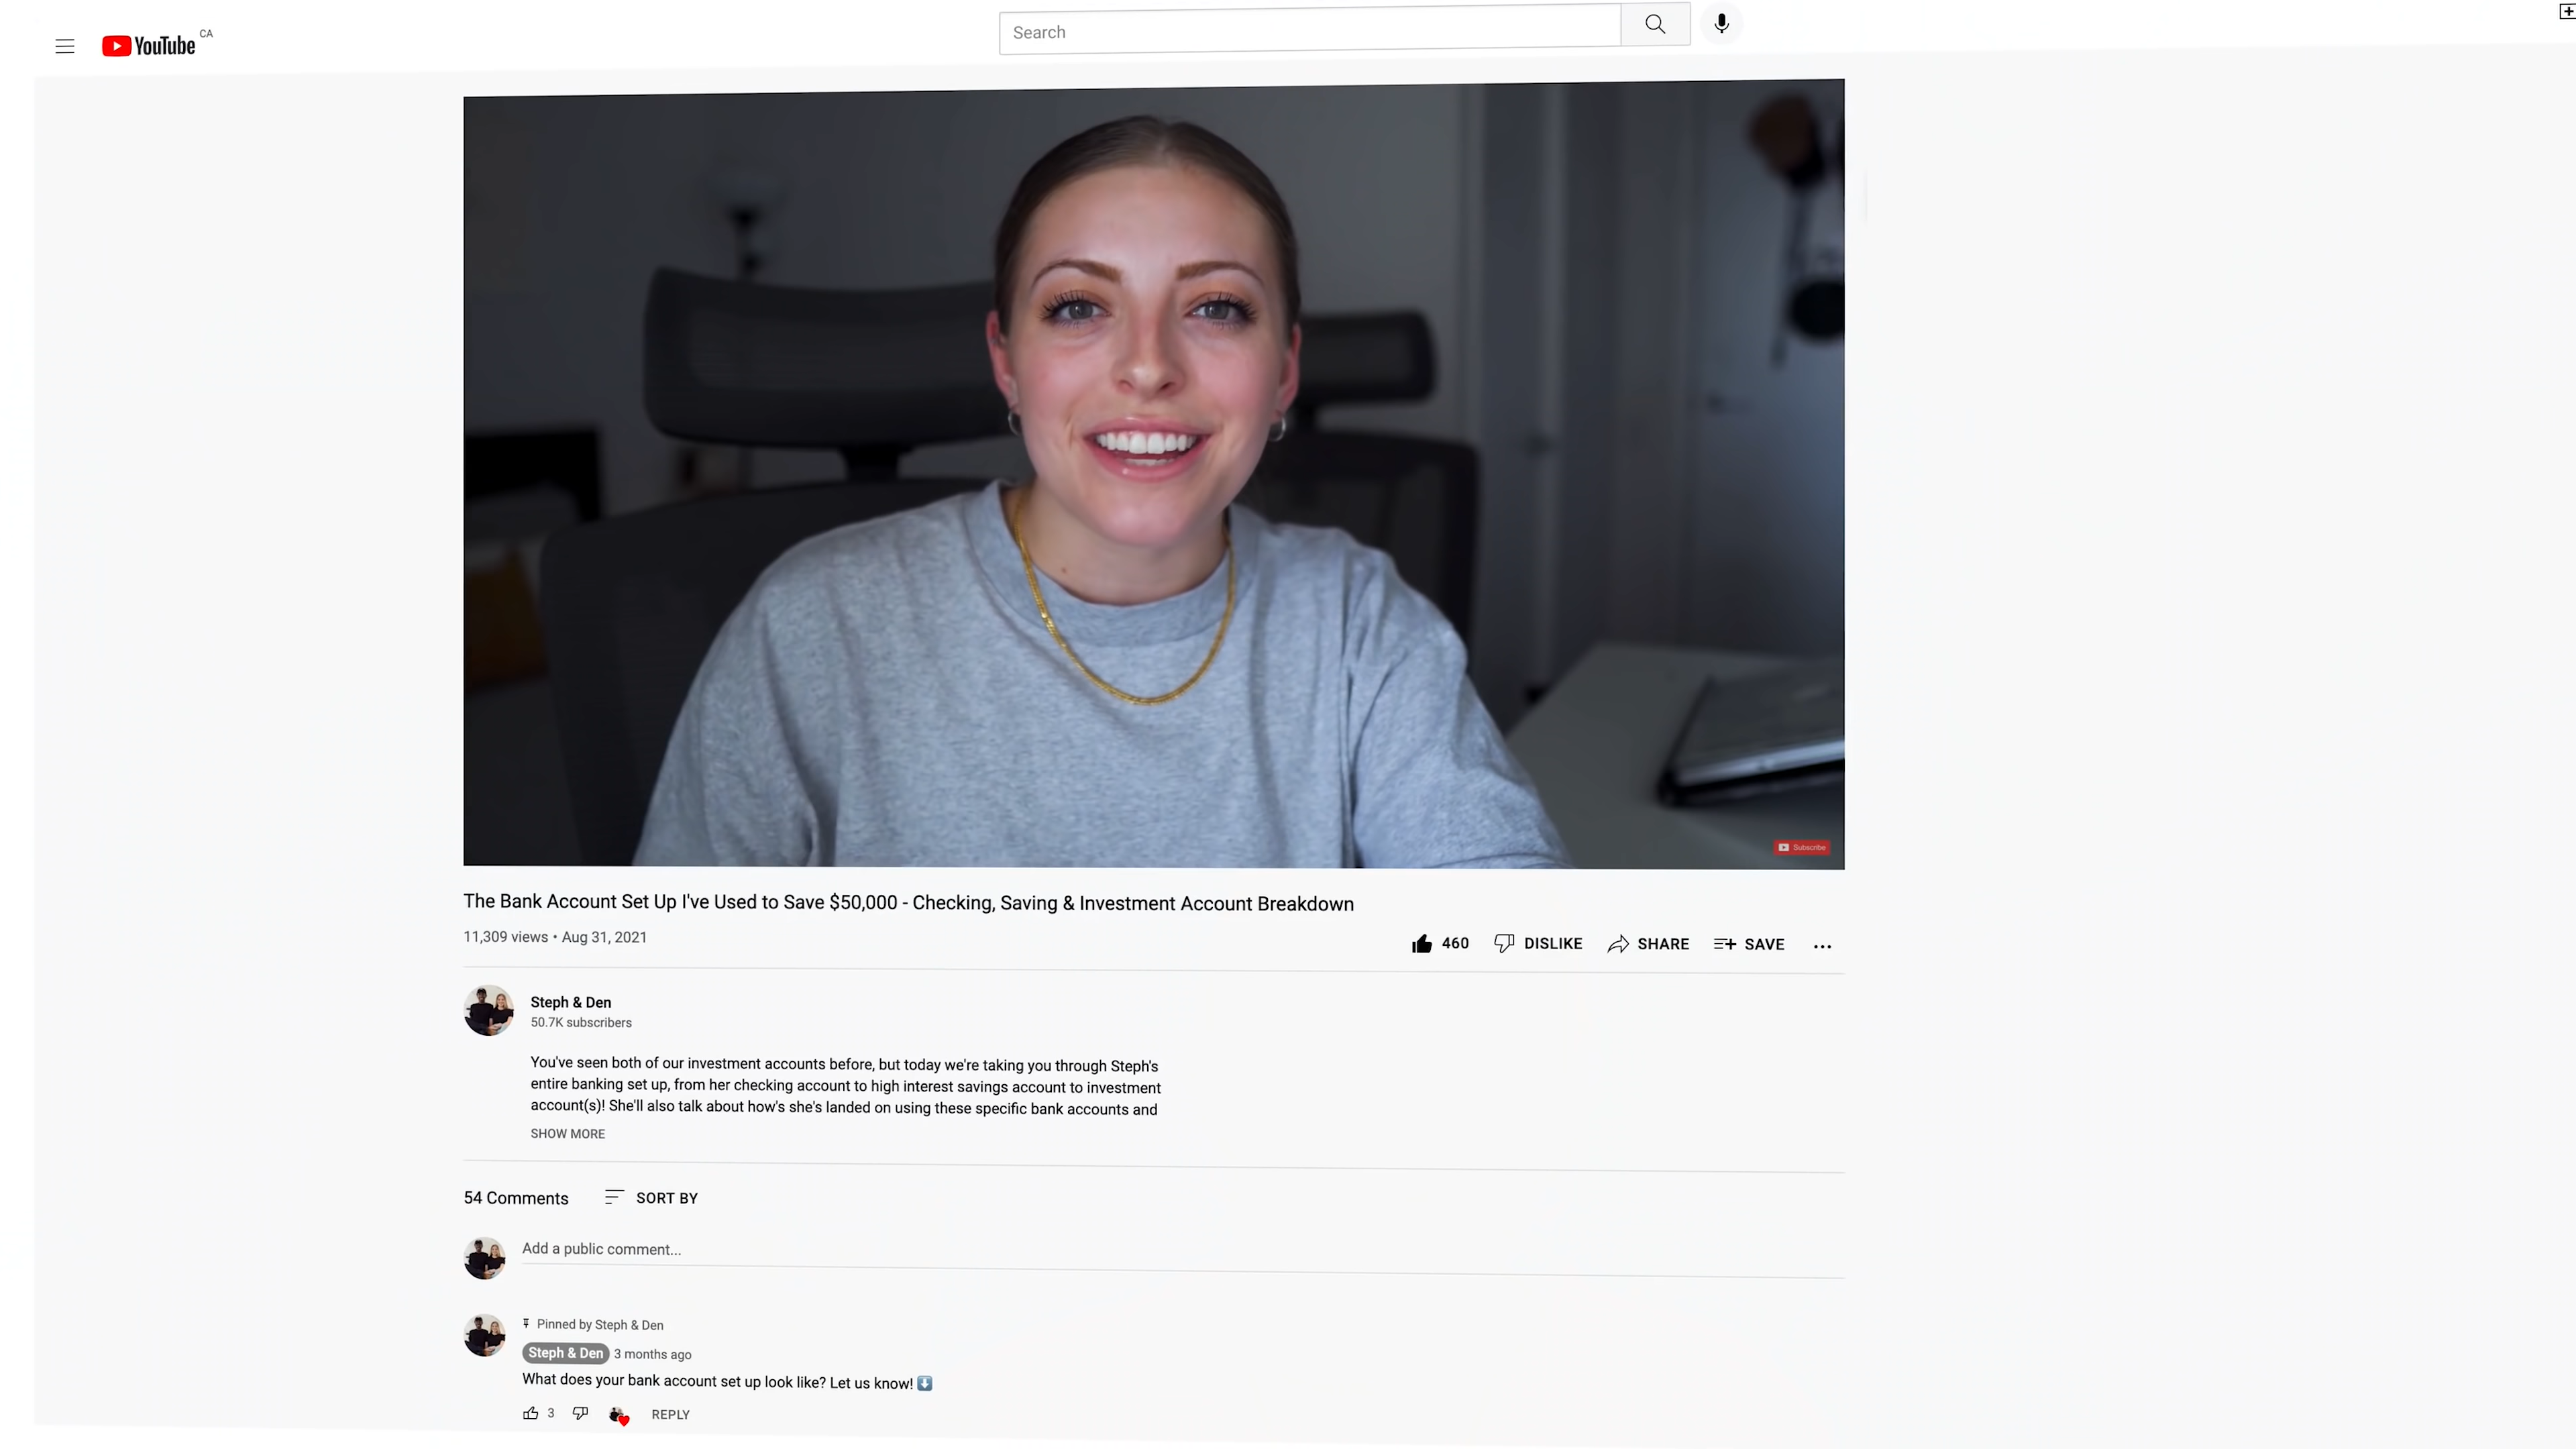 YouTube CA
Search
Subscribe
The Bank Account Set Up I've Used to Save $50,000 - Checking, Saving & Investment Account Breakdown
11,309 views • Aug 31, 2021
460 DISLIKE SHARE SAVE ...
Steph & Den
50.7K subscribers
You've seen both of our investment accounts before, but today we're taking you through Steph's
entire banking set up, from her checking account to high interest savings account to investment
account(s)! She'll also talk about how's she's landed on using these specific bank accounts and
SHOW MORE
54 Comments SORT BY
Add a public comment...
Pinned by Steph & Den
Steph & Den 3 months ago
What does your bank account set up look like? Let us know! ⬇️
3 REPLY